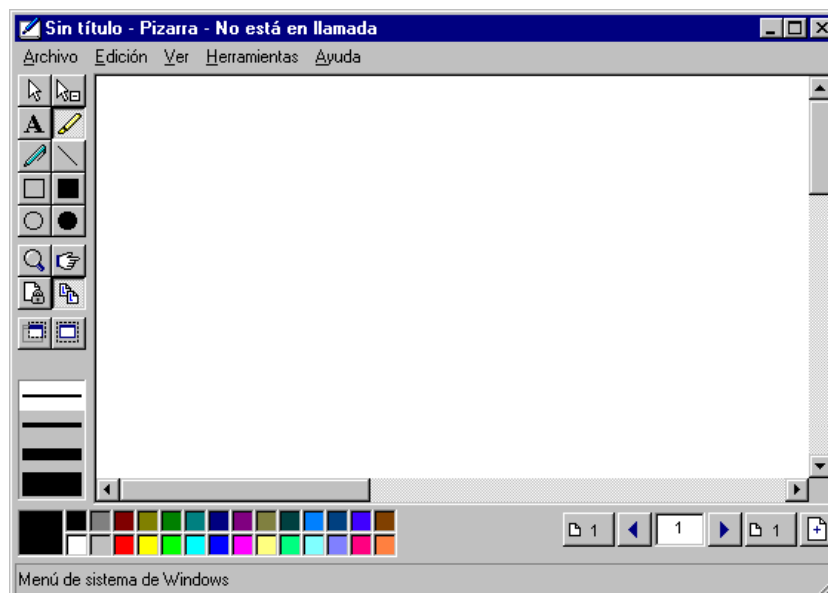 Sin título - Pizarra - No está en llamada
Archivo Edición Ver Herramientas Ayuda
A
1 1 1
Menú de sistema de Windows